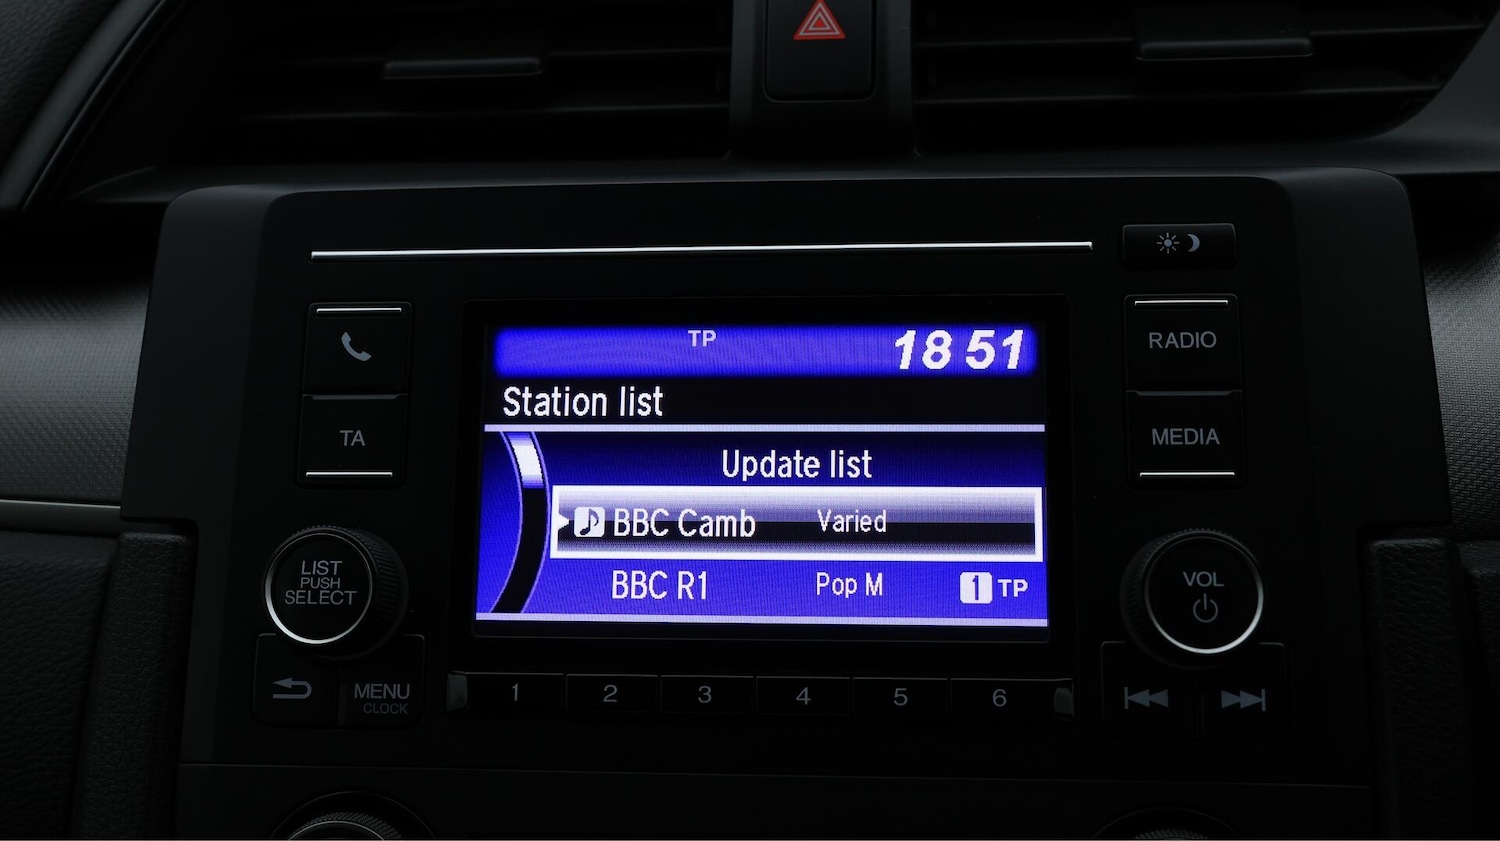 TP 18 51
Station list
Update list
BBC Camb Varied
BBC R1 Pop M 1 TP
TA
RADIO
MEDIA
LIST
PUSH
SELECT
VOL
MENU
CLOCK
1 2 3 4 5 6